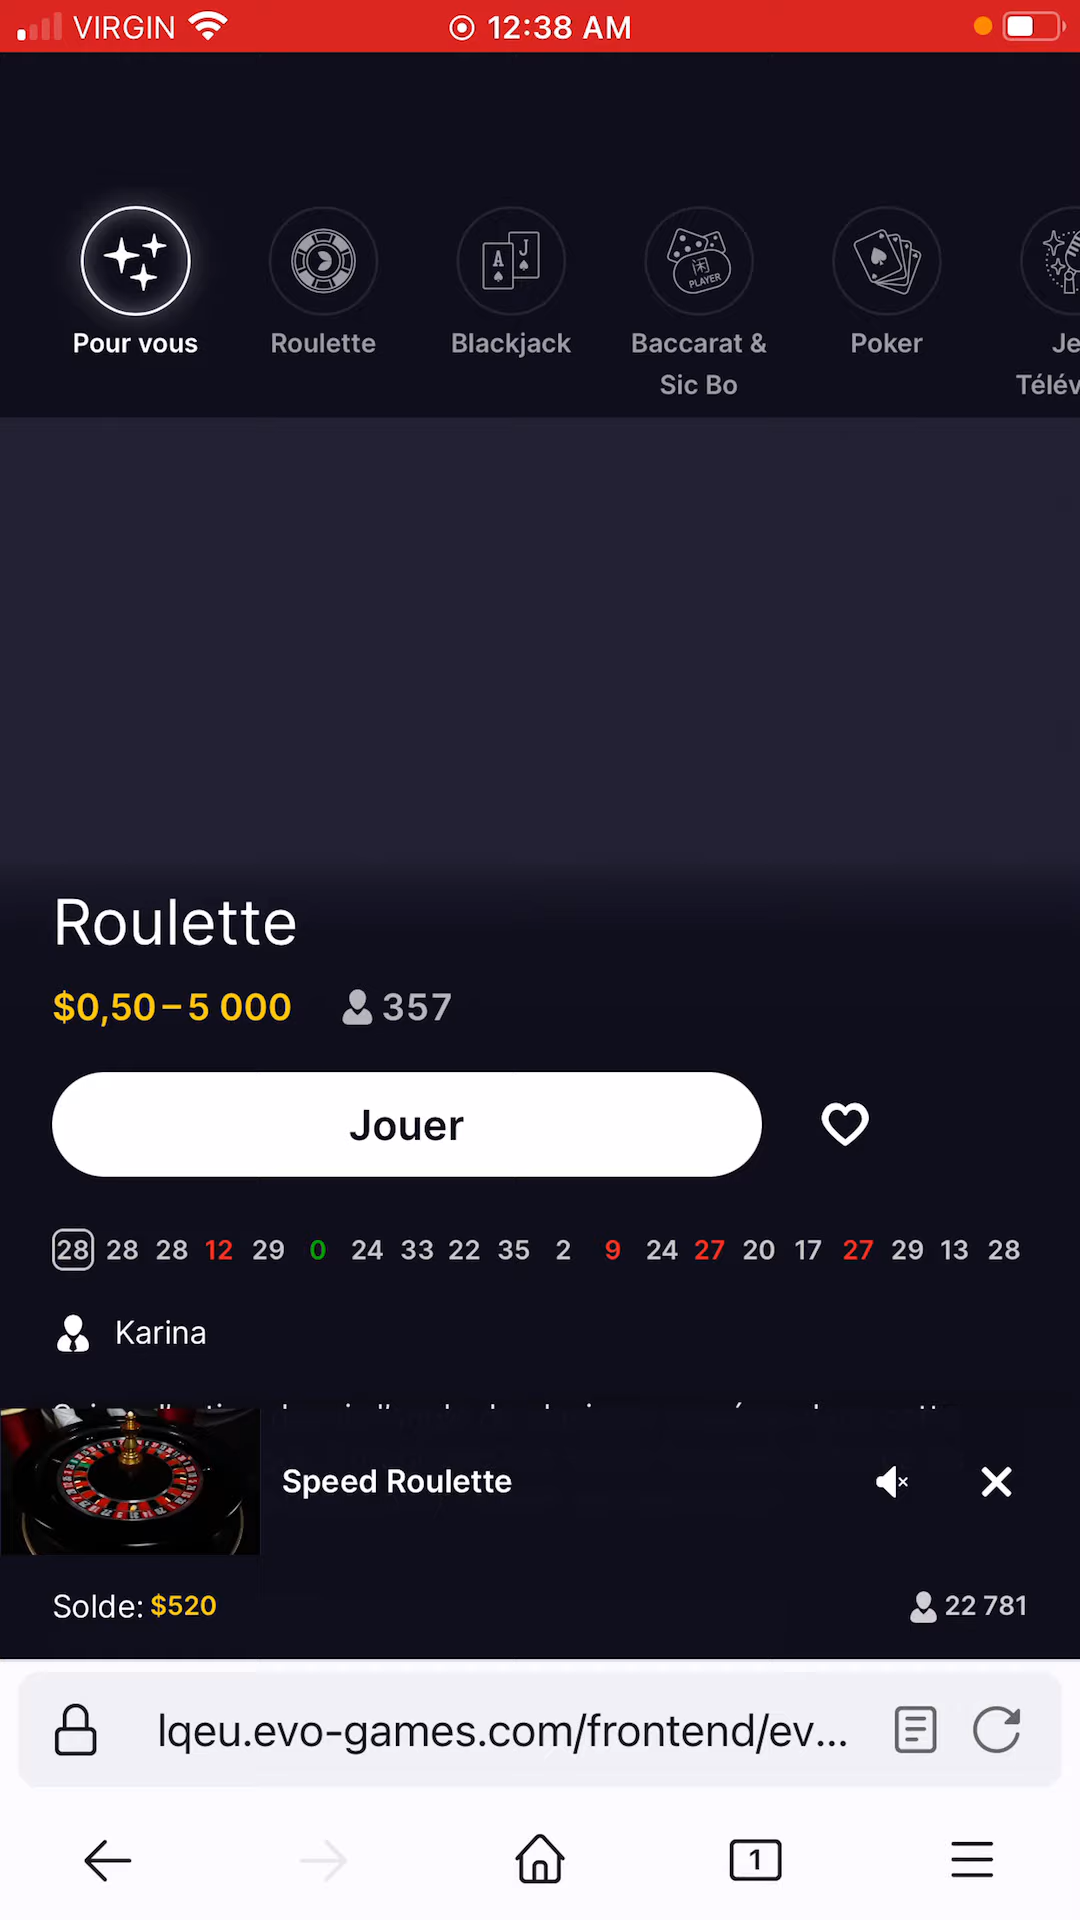 VIRGIN 12:38 AM
Pour vous
Roulette
Blackjack
Baccarat &
Sic Bo
Poker
Je
Télév
A J
PLAYER
Roulette
$0,50–5 000 357
Jouer
28 28 28 12 29 0 24 33 22 35 2 9 24 27 20 17 27 29 13 28
Karina
Speed Roulette
Solde: $520 22 781
lqeu.evo-games.com/frontend/ev...
1